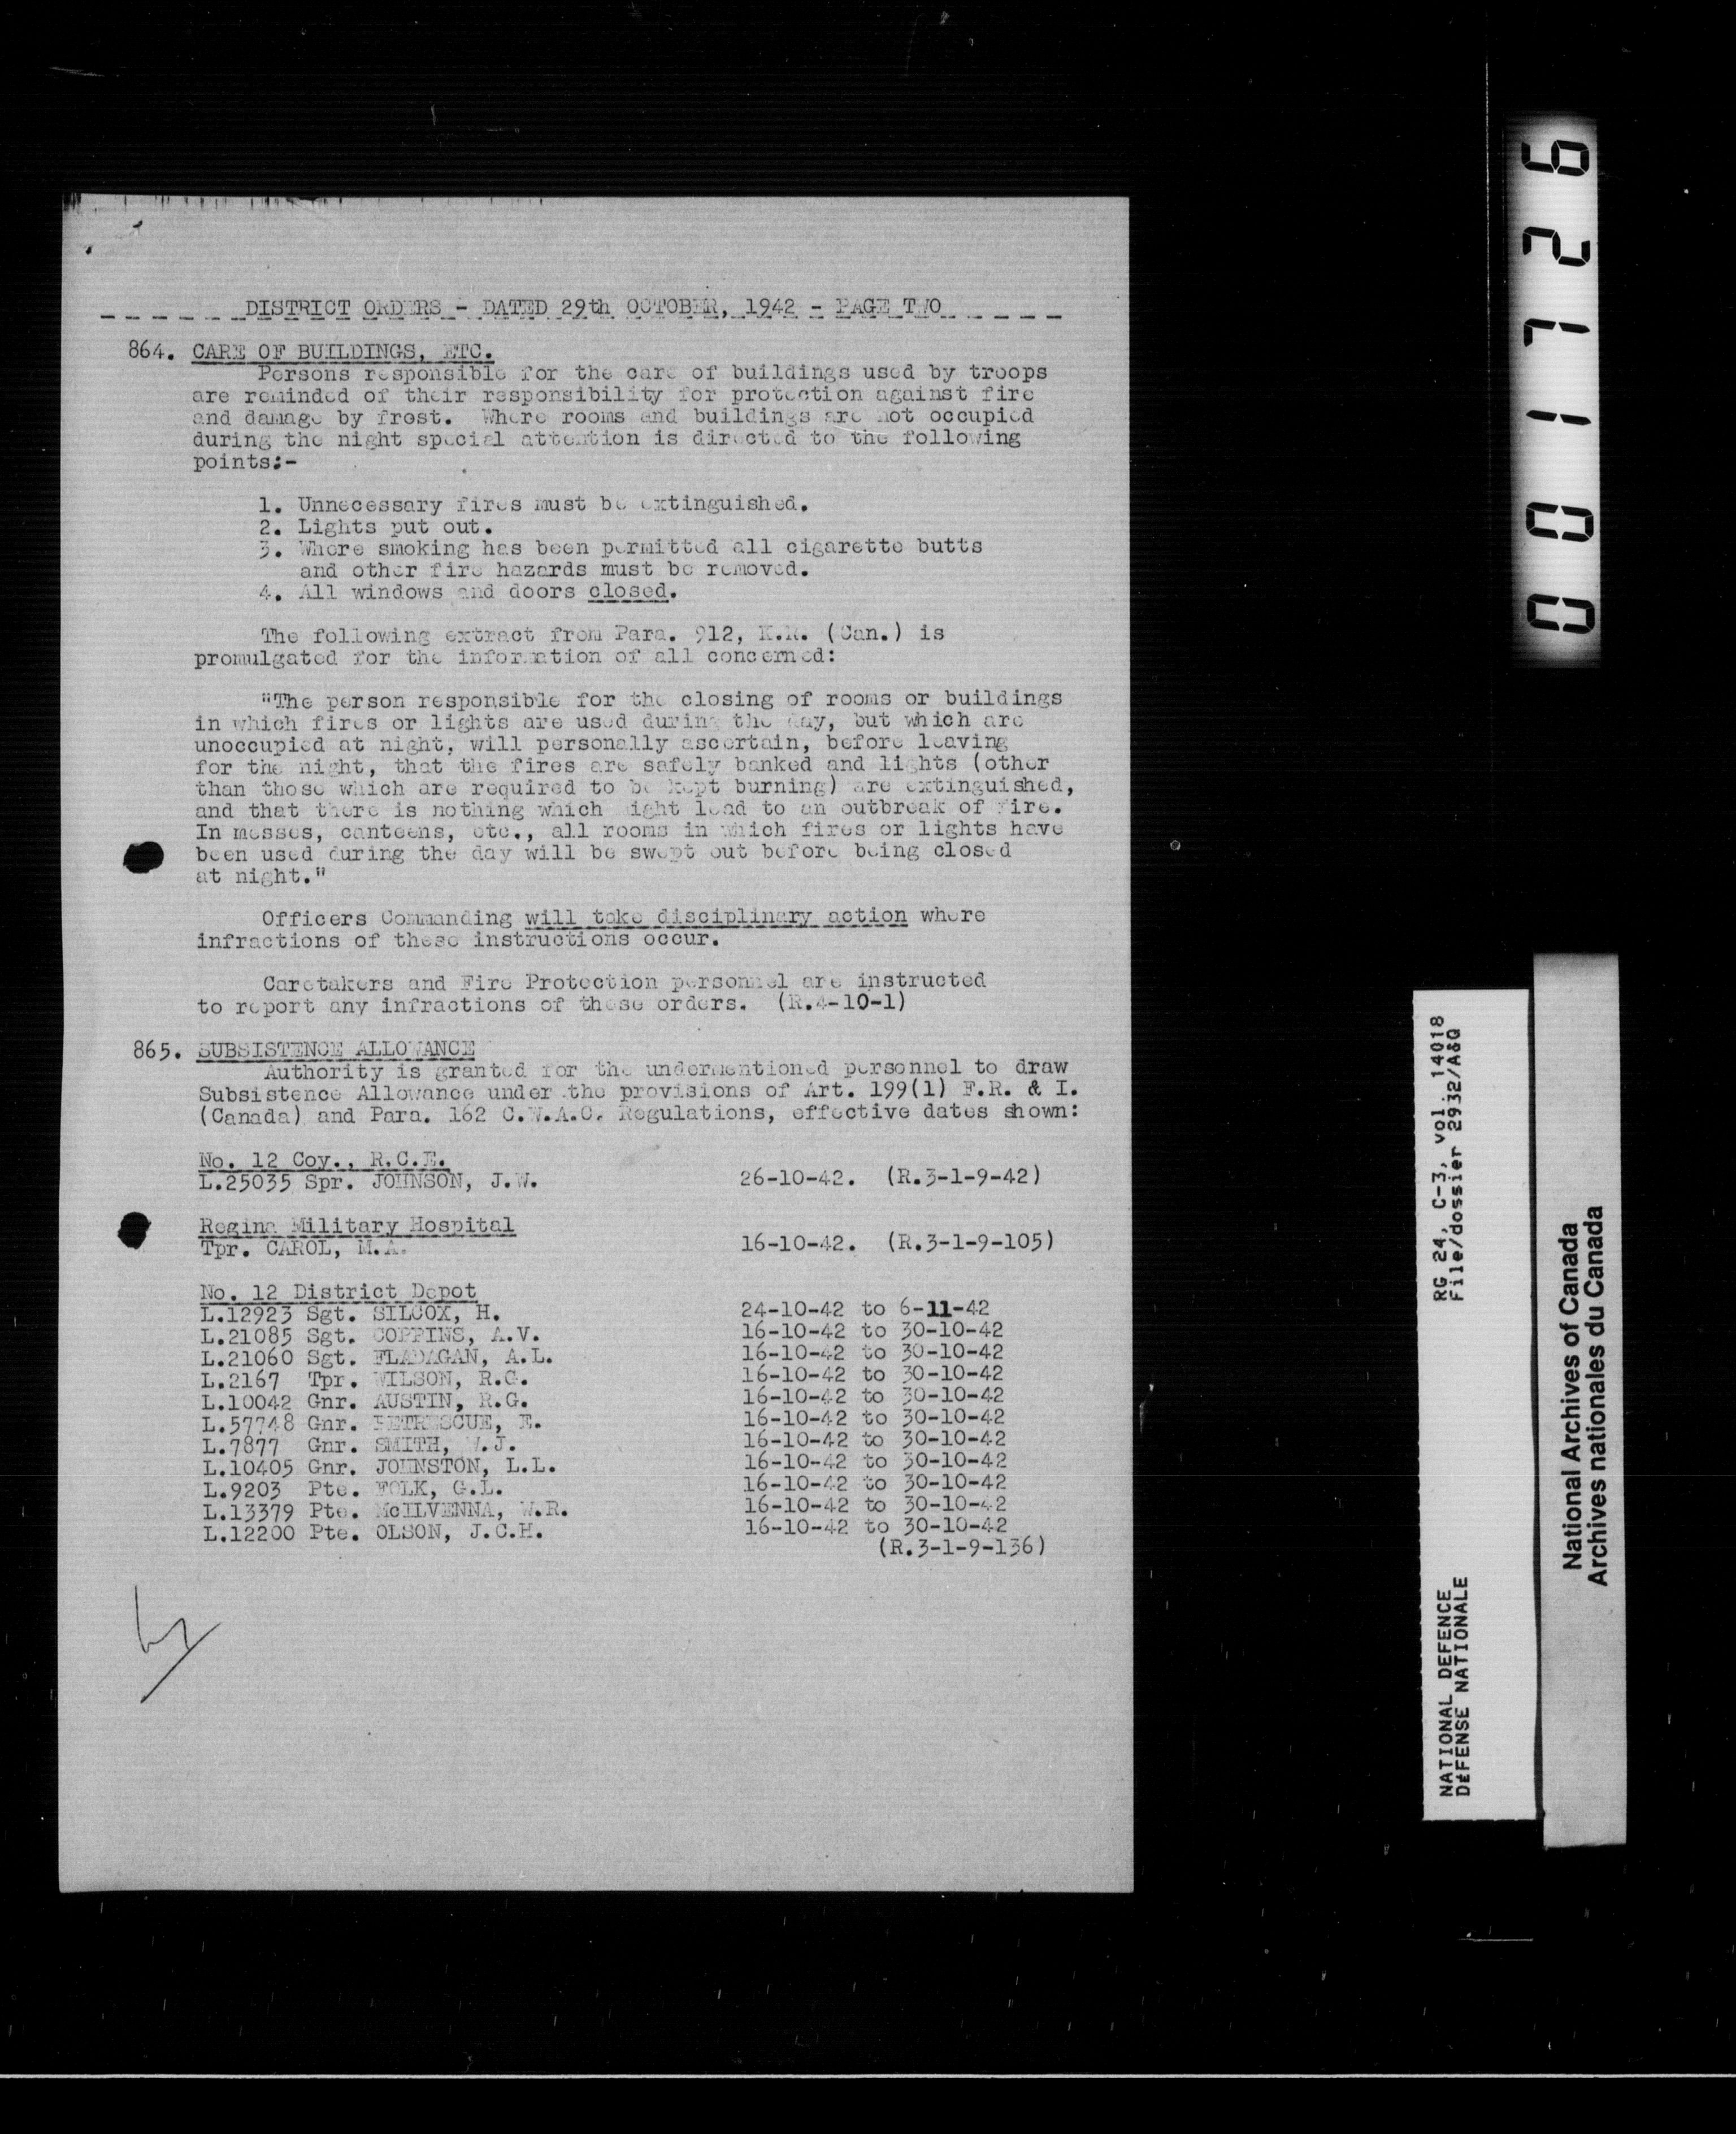 DISTRICT ORDERS - DATED 29th OCTOBER, 1942 - PAGE TWO
864. CARE OF BUILDINGS, ETC.
Persons responsible for the care of buildings used by troops
are reminded of their responsibility for protection against fire
and damage by frost. Where rooms and buildings are not occupied
during the night special attention is directed to the following
points:-
1. Unnecessary fires must be extinguished.
2. Lights put out.
3. Where smoking has been permitted all cigarette butts
and other fire hazards must be removed.
4. All windows and doors closed.
The following extract from Para. 912, K.R. (Can.) is
promulgated for the information of all concerned:
"The person responsible for the closing of rooms or buildings
in which fires or lights are used during the day, but which are
unoccupied at night, will personally ascertain, before leaving
for the night, that the fires are safely banked and lights (other
than those which are required to be kept burning) are extinguished,
and that there is nothing which might lead to an outbreak of fire.
In messes, canteens, etc., all rooms in which fires or lights have
been used during the day will be swept out before being closed
at night."
Officers Commanding will take disciplinary action where
infractions of these instructions occur.
Caretakers and Fire Protection personnel are instructed
to report any infractions of these orders. (R.4-10-1)
865. SUBSISTENCE ALLOWANCE
Authority is granted for the undermentioned personnel to draw
Subsistence Allowance under the provisions of Art. 199(1) F.R. & I.
(Canada) and Para. 162 C.W.A.C. Regulations, effective dates shown:
No. 12 Coy., R.C.E.
L.25035 Spr. JOHNSON, J.W. 26-10-42. (R.3-1-9-42)
Regina Military Hospital
Tpr. CAROL, M.A. 16-10-42. (R.3-1-9-105)
No. 12 District Depot
L.12923 Sgt. SILCOX, H. 24-10-42 to 6-11-42
L.21085 Sgt. COPPINS, A.V. 16-10-42 to 30-10-42
L.21060 Sgt. FLADAGAN, A.L. 16-10-42 to 30-10-42
L.2167 Tpr. WILSON, R.G. 16-10-42 to 30-10-42
L.10042 Gnr. AUSTIN, R.G. 16-10-42 to 30-10-42
L.57748 Gnr. PETRESCUE, E. 16-10-42 to 30-10-42
L.7877 Gnr. SMITH, W.J. 16-10-42 to 30-10-42
L.10405 Gnr. JOHNSTON, L.L. 16-10-42 to 30-10-42
L.9203 Pte. FOLK, G.L. 16-10-42 to 30-10-42
L.13379 Pte. McILVENNA, W.R. 16-10-42 to 30-10-42
L.12200 Pte. OLSON, J.C.H. 16-10-42 to 30-10-42
(R.3-1-9-136)
001726
NATIONAL DEFENCE RG 24, C-3, vol. 14018
DÉFENSE NATIONALE File/dossier 2932/A&Q
National Archives of Canada
Archives nationales du Canada